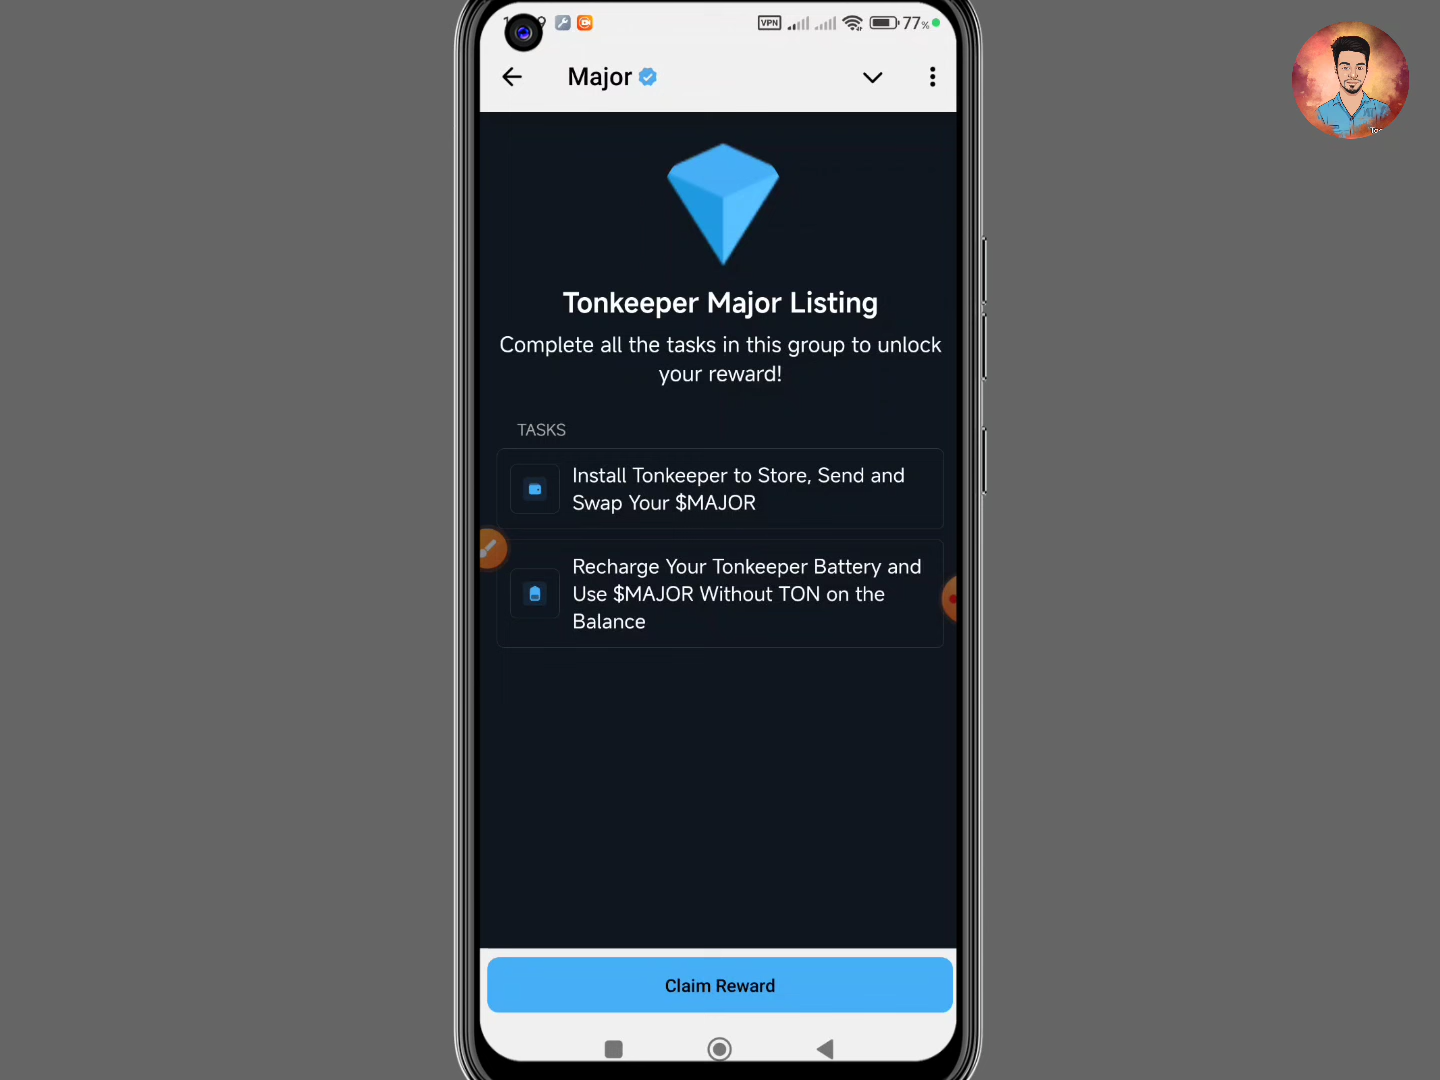 VPN 77%
Major
Tonkeeper Major Listing
Complete all the tasks in this group to unlock
your reward!
TASKS
Install Tonkeeper to Store, Send and
Swap Your $MAJOR
Recharge Your Tonkeeper Battery and
Use $MAJOR Without TON on the
Balance
Claim Reward